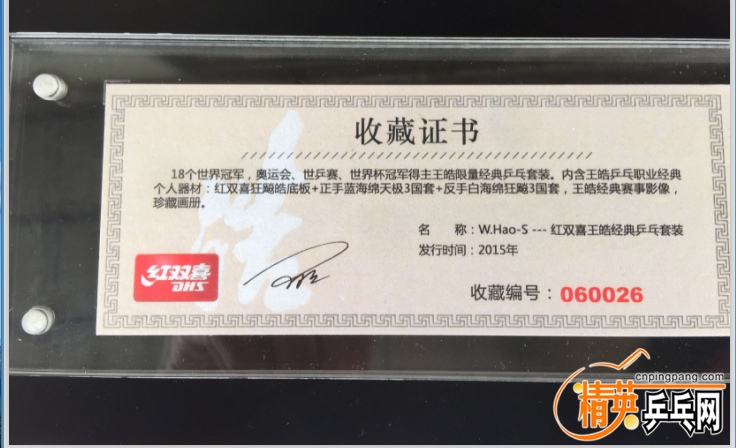 收藏证书
18个世界冠军，奥运会、世乒赛、世界杯冠军得主王皓限量经典乒乓套装。内含王皓乒乓职业经典
个人器材：红双喜狂飚皓底板+正手蓝海绵天极3国套+反手白海绵狂飚3国套，王皓经典赛事影像，
珍藏画册。
名　　称：W.Hao-S --- 红双喜王皓经典乒乓套装
发行时间：2015年
红双喜
DHS
收藏编号：060026
皓
cnpingpang.com
精英乒乓网